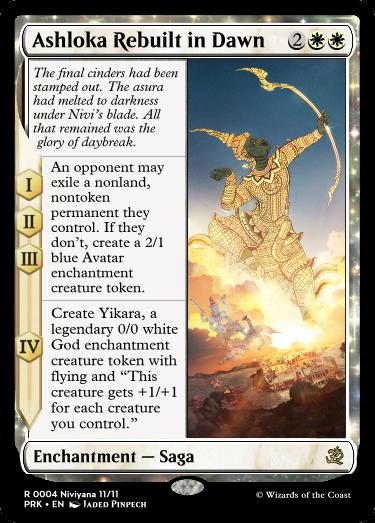 Ashloka Rebuilt in Dawn 2
The final cinders had been
stamped out. The asura
had melted to darkness
under Nivi's blade. All
that remained was the
glory of daybreak.
I
II
III
An opponent may
exile a nonland,
nontoken
permanent they
control. If they
don't, create a 2/1
blue Avatar
enchantment
creature token.
IV
Create Yikara, a
legendary 0/0 white
God enchantment
creature token with
flying and “This
creature gets +1/+1
for each creature
you control.”
Enchantment — Saga
R 0004 Niviyana 11/11
PRK • EN Jaded Pinpech
© Wizards of the Coast